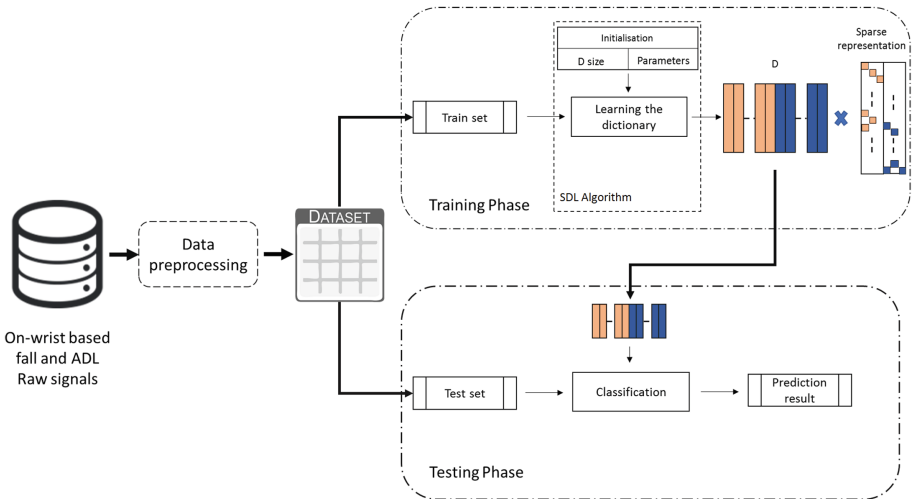 On-wrist based
fall and ADL
Raw signals
Data
preprocessing
DATASET
Train set
Initialisation
D size
Parameters
Learning the
dictionary
SDL Algorithm
D
Sparse
representation
Training Phase
Test set
Classification
Prediction
result
Testing Phase